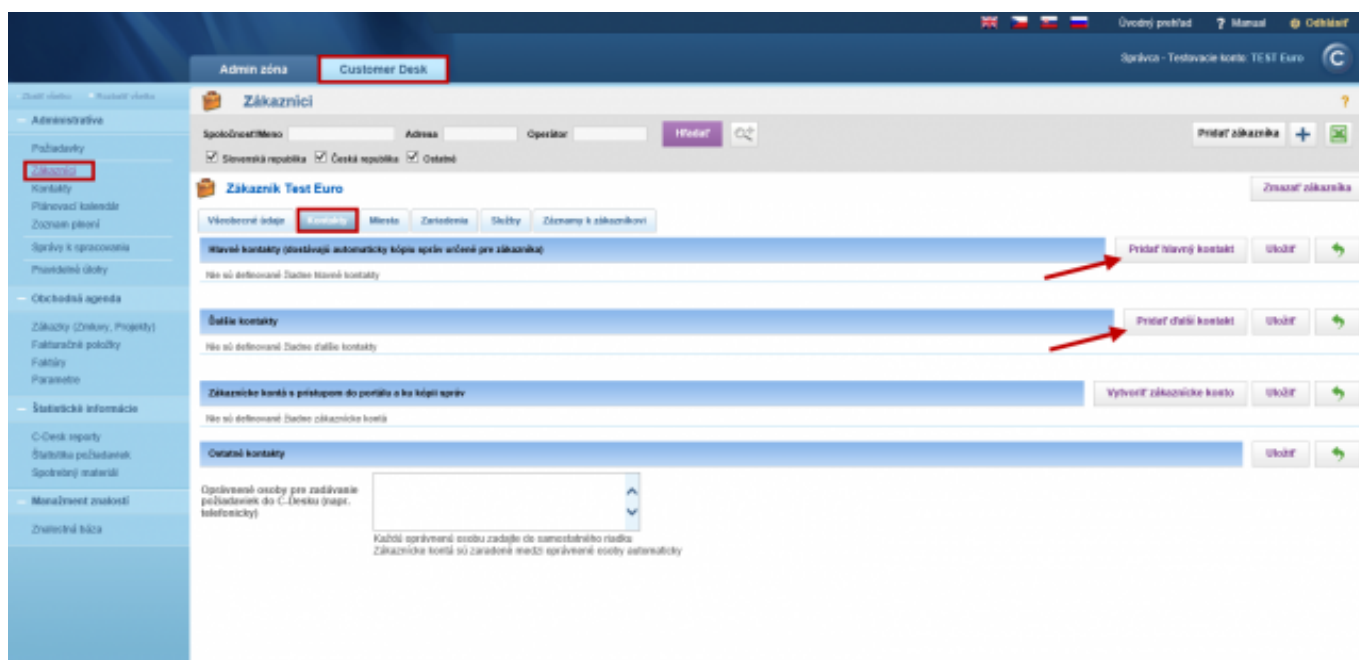 Úvodný prehľad ? Manual Odhlásiť
Admin zóna Customer Desk Správca - Testovacie konto: TEST Euro
Zákazníci ?
Administratíva
Spoločnosť/Meno Adresa Operátor Hľadať Pridať zákazníka
Požiadavky
Slovenská republika Česká republika Ostatné
Zákazníci
Kontakty
Zákazník Test Euro Zmazať zákazníka
Plánovací kalendár
Zoznam plnení
Všeobecné údaje Kontakty Miesta Zariadenia Služby Záznamy k zákazníkovi
Správy k spracovaniu
Hlavné kontakty (dostávajú automaticky kópiu správ určené pre zákazníka) Pridať hlavný kontakt Uložiť
Pravidelné úlohy
Nie sú definované žiadne hlavné kontakty
Obchodná agenda
Zákazky (Zmluvy, Projekty)
Ďalšie kontakty Pridať ďalší kontakt Uložiť
Fakturačné položky
Nie sú definované žiadne ďalšie kontakty
Faktúry
Parametre
Zákaznícke kontá s prístupom do portálu a ku kópii správ Vytvoriť zákaznícke konto Uložiť
Štatistické informácie
Nie sú definované žiadne zákaznícke kontá
C-Desk reporty
Štatistika požiadaviek
Ostatné kontakty Uložiť
Spotrebný materiál
Oprávnené osoby pre zadávanie
požiadaviek do C-Desku (napr.
telefonicky)
Manažment znalostí
Znalostná báza
Každú oprávnenú osobu zadajte do samostatného riadku
Zákaznícke kontá sú zaradené medzi oprávnené osoby automaticky